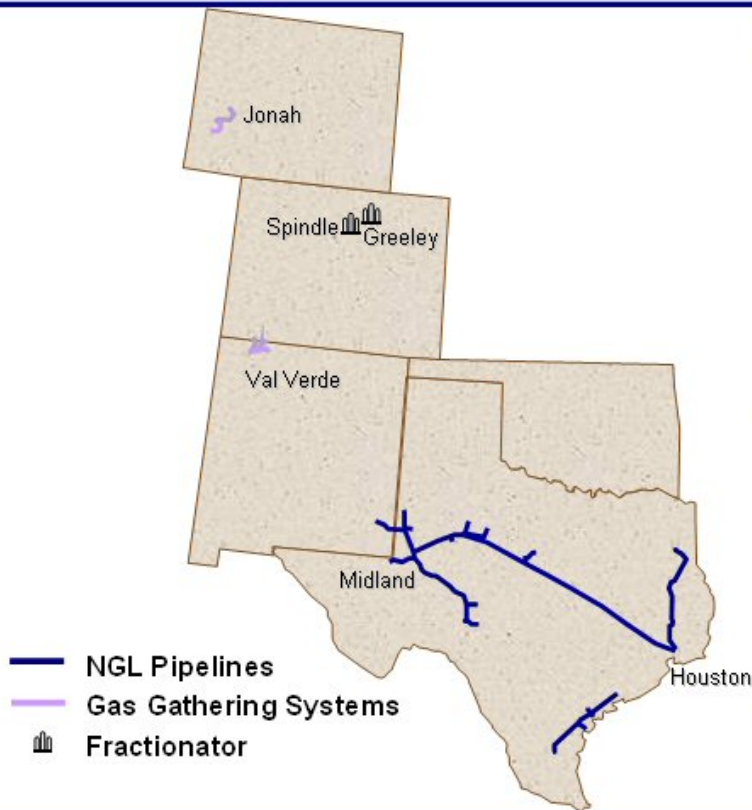 Jonah
Spindle
Greeley
Val Verde
Midland
Houston
NGL Pipelines
Gas Gathering Systems
Fractionator